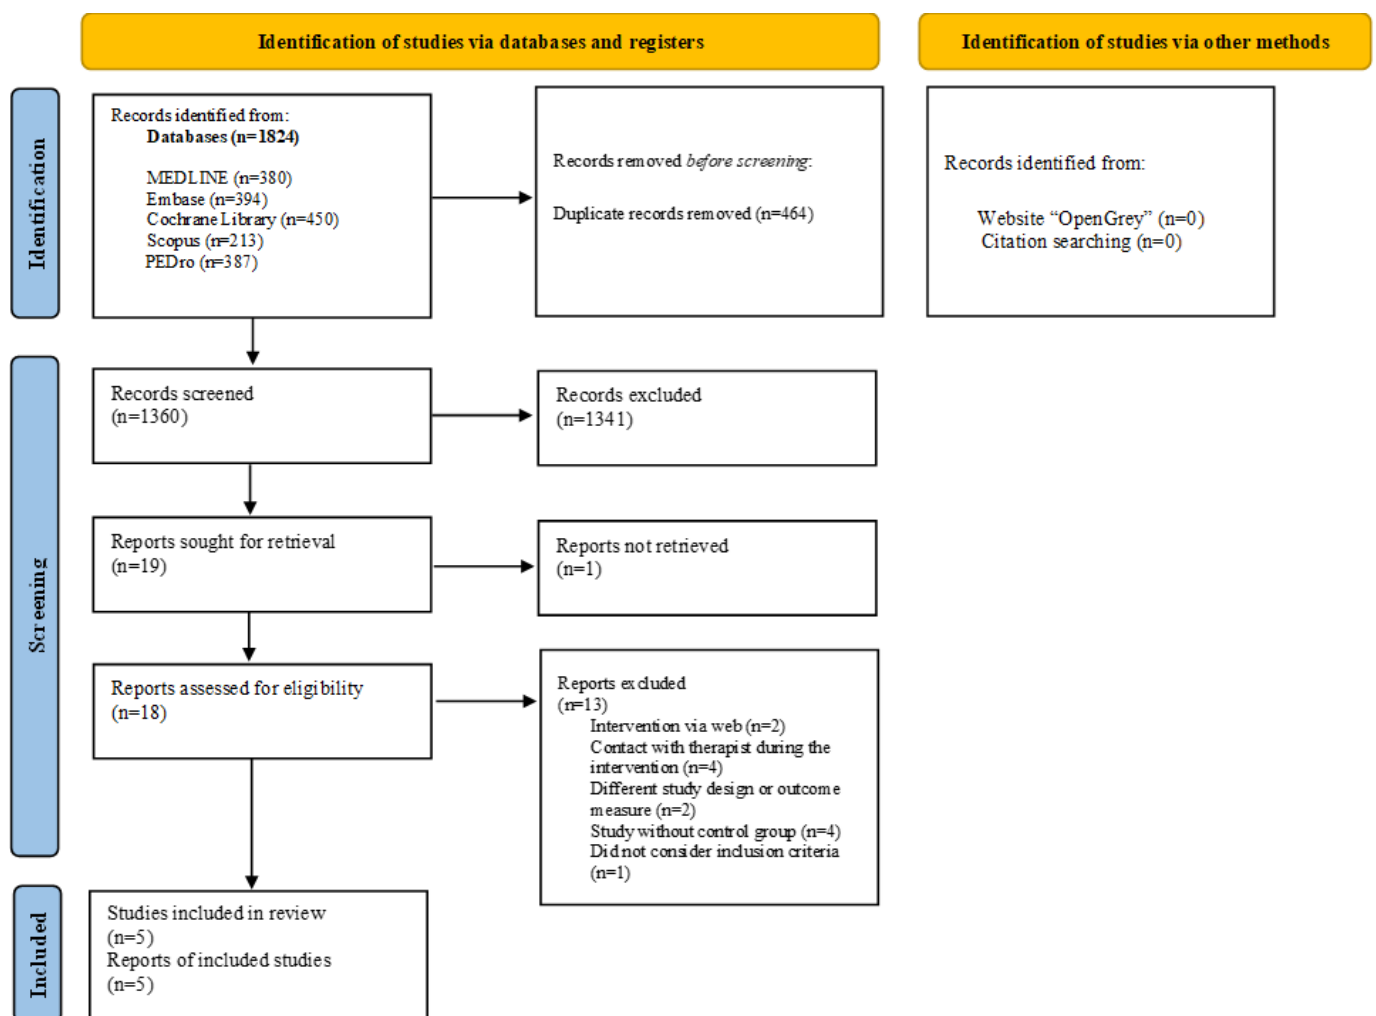 Identification of studies via databases and registers
Identification of studies via other methods
Identification
Records identified from:
Databases (n=1824)
MEDLINE (n=380)
Embase (n=394)
Cochrane Library (n=450)
Scopus (n=213)
PEDro (n=387)
Records removed before screening:
Duplicate records removed (n=464)
Records identified from:
Website “OpenGrey” (n=0)
Citation searching (n=0)
Screening
Records screened
(n=1360)
Records excluded
(n=1341)
Reports sought for retrieval
(n=19)
Reports not retrieved
(n=1)
Reports assessed for eligibility
(n=18)
Reports excluded
(n=13)
Intervention via web (n=2)
Contact with therapist during the
intervention (n=4)
Different study design or outcome
measure (n=2)
Study without control group (n=4)
Did not consider inclusion criteria
(n=1)
Included
Studies included in review
(n=5)
Reports of included studies
(n=5)